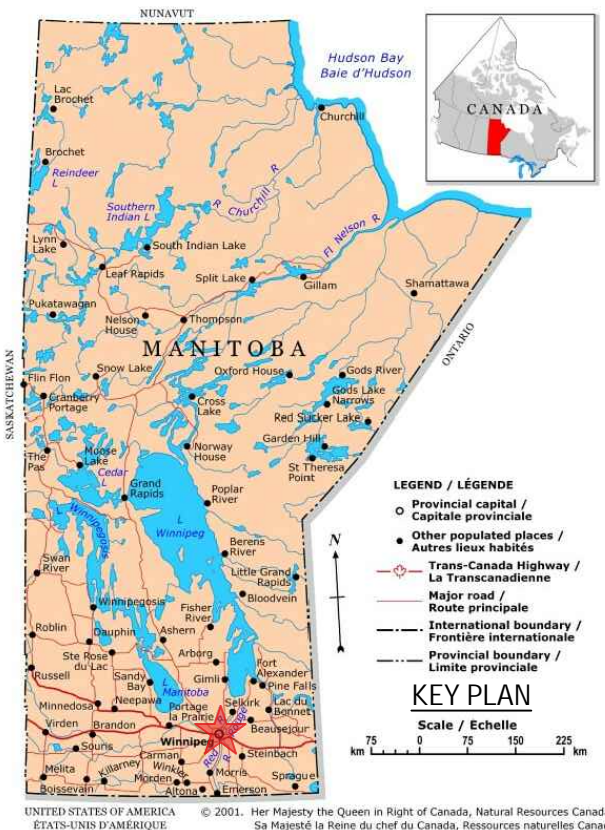 NUNAVUT
Hudson Bay
Baie d'Hudson
CANADA
Lac
Brochet
Churchill
Brochet
Reindeer
L
R Churchill R
Southern
Indian L
Lynn
Lake
South Indian Lake
Fl Nelson R
Leaf Rapids
Split Lake
Gillam
Shamattawa
Pukatawagan
Nelson
House
Thompson
MANITOBA
ONTARIO
SASKATCHEWAN
Snow Lake
Oxford House
Gods River
Flin Flon
Cranberry
Portage
Cross
Lake
Gods Lake
Narrows
Red Sucker Lake
Garden Hill
The
Pas
Moose
Lake
Norway
House
St Theresa
Point
Cedar
L
Grand
Rapids
Poplar
River
L
Winnipegosis
L
Winnipeg
Berens
River
Swan
River
Little Grand
Rapids
Bloodvein
Winnipegosis
Fisher
River
Roblin
Dauphin
Ashern
Ste Rose
du Lac
Arborg
Fort
Alexander
Russell
Sandy
Bay
Gimli
Pine Falls
L
Manitoba
Minnedosa
Neepawa
Portage
la Prairie
Selkirk
Lac du
Bonnet
Virden
Brandon
Beausejour
Winnipeg
Souris
Red R
Steinbach
Carman
Melita
Killarney
Winkler
Morden
Morris
Boissevain
Altona
Emerson
Sprague
LEGEND / LÉGENDE
Provincial capital /
Capitale provinciale
Other populated places /
Autres lieux habités
Trans-Canada Highway /
La Transcanadienne
Major road /
Route principale
International boundary /
Frontière internationale
Provincial boundary /
Limite provinciale
N
KEY PLAN
Scale / Echelle
75 0 75 150 225
km km
UNITED STATES OF AMERICA
ÉTATS-UNIS D'AMÉRIQUE
© 2001. Her Majesty the Queen in Right of Canada, Natural Resources Canad
Sa Majesté la Reine du chef du Canada, Ressources naturelles Cana